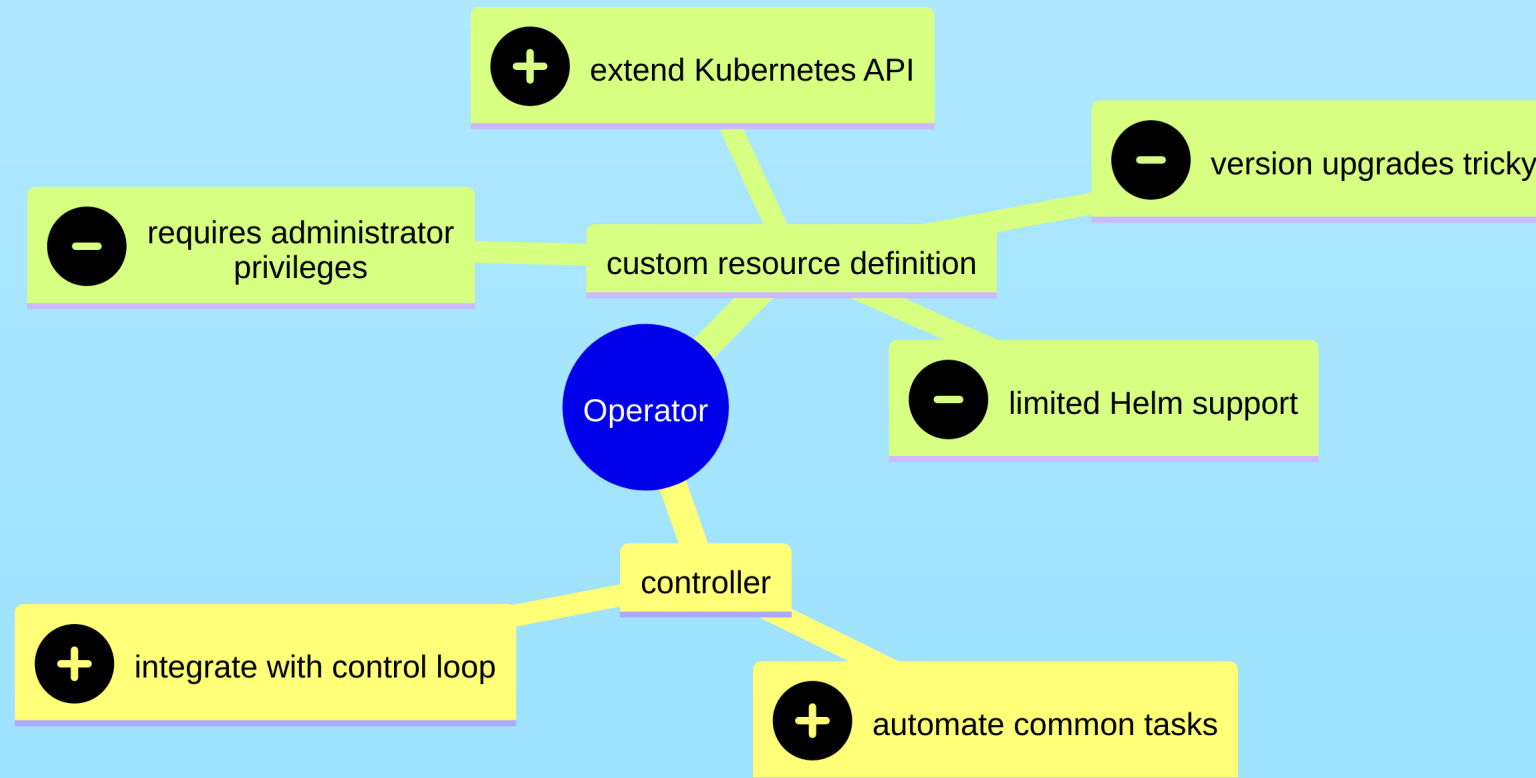 extend Kubernetes API
version upgrades tricky
requires administrator
privileges
custom resource definition
limited Helm support
Operator
controller
integrate with control loop
automate common tasks